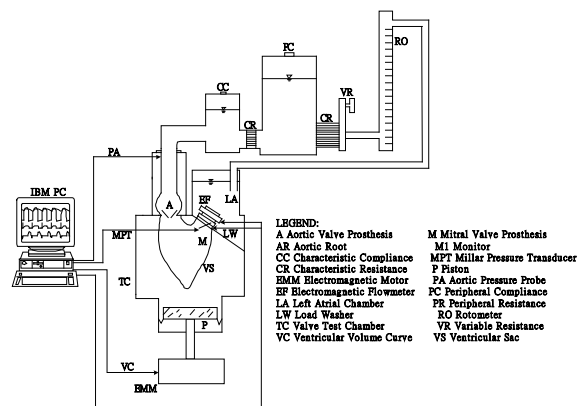 PC
RO
CC
VR
CR
CR
PA
A
EF
LA
IBM PC
MPT
M
LW
TC
VS
P
VC
EMM
LEGEND:
A Aortic Valve Prosthesis
AR Aortic Root
CC Characteristic Compliance
CR Characteristic Resistance
EMM Electromagnetic Motor
EF Electromagnetic Flowmeter
LA Left Atrial Chamber
LW Load Washer
TC Valve Test Chamber
VC Ventricular Volume Curve
M Mitral Valve Prosthesis
M1 Monitor
MPT Millar Pressure Transducer
P Piston
PA Aortic Pressure Probe
PC Peripheral Compliance
PR Peripheral Resistance
RO Rotometer
VR Variable Resistance
VS Ventricular Sac